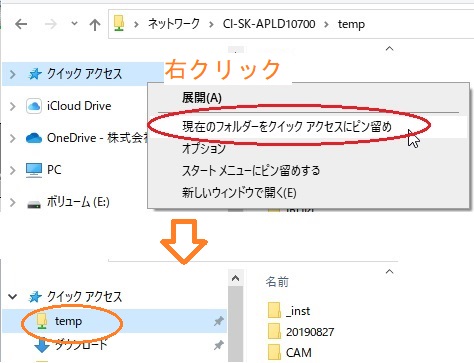 ネットワーク > CI-SK-APLD10700 > temp
クイック アクセス
右クリック
展開(A)
iCloud Drive
現在のフォルダーをクイック アクセスにピン留め
OneDrive - 株式会
オプション
PC
スタート メニューにピン留めする
ボリューム (E:)
新しいウィンドウで開く(E)
名前
クイック アクセス
_inst
temp
20190827
ダウンロード
CAM